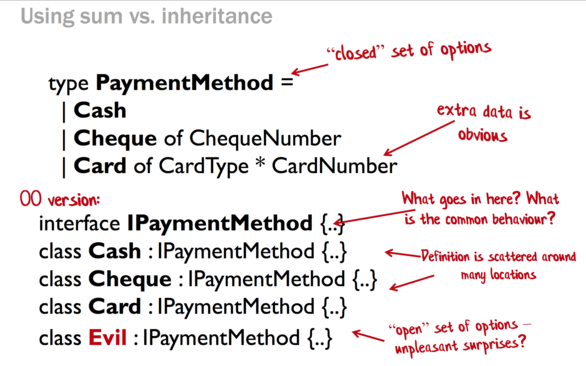 Using sum vs. inheritance
"closed" set of options
type PaymentMethod =
| Cash
extra data is
obvious
| Cheque of ChequeNumber
| Card of CardType * CardNumber
OO version:
What goes in here? What
is the common behaviour?
interface IPaymentMethod {..}
class Cash : IPaymentMethod {..}
Definition is scattered around
many locations
class Cheque : IPaymentMethod {..}
class Card : IPaymentMethod {..}
class Evil : IPaymentMethod {..}
"open" set of options –
unpleasant surprises?